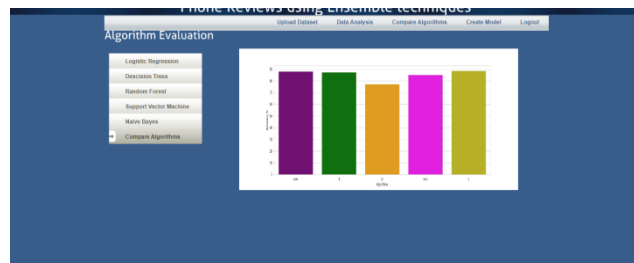 Phone Reviews using Ensemble techniques
Upload Dataset Data Analysis Compare Algorithms Create Model Logout
Algorithm Evaluation
Logistic Regression
Descision Trees
Random Forest
Support Vector Machine
Naive Bayes
Compare Algorithms